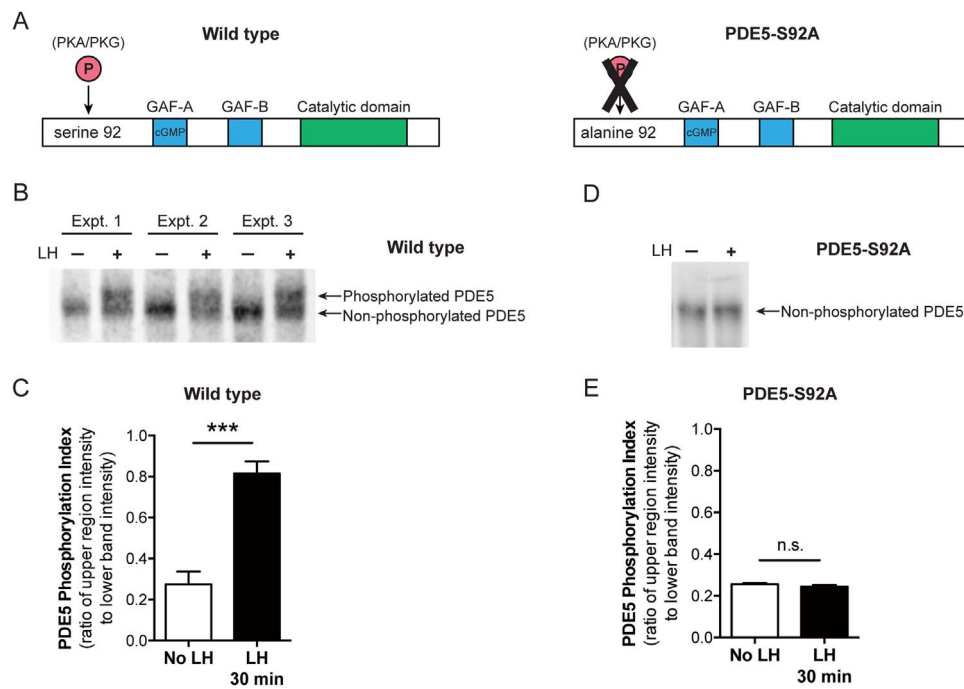 A
Wild type
(PKA/PKG)
P
GAF-A GAF-B Catalytic domain
serine 92 cGMP
PDE5-S92A
(PKA/PKG)
P
GAF-A GAF-B Catalytic domain
alanine 92 cGMP
B
Expt. 1 Expt. 2 Expt. 3
LH – + – + – +
Wild type
Phosphorylated PDE5
Non-phosphorylated PDE5
D
LH – +
PDE5-S92A
Non-phosphorylated PDE5
C
Wild type
PDE5 Phosphorylation Index
(ratio of upper region intensity
to lower band intensity)
1.0
0.8
0.6
0.4
0.2
0.0
***
No LH LH
30 min
E
PDE5-S92A
PDE5 Phosphorylation Index
(ratio of upper region intensity
to lower band intensity)
1.0
0.8
0.6
0.4
0.2
0.0
n.s.
No LH LH
30 min